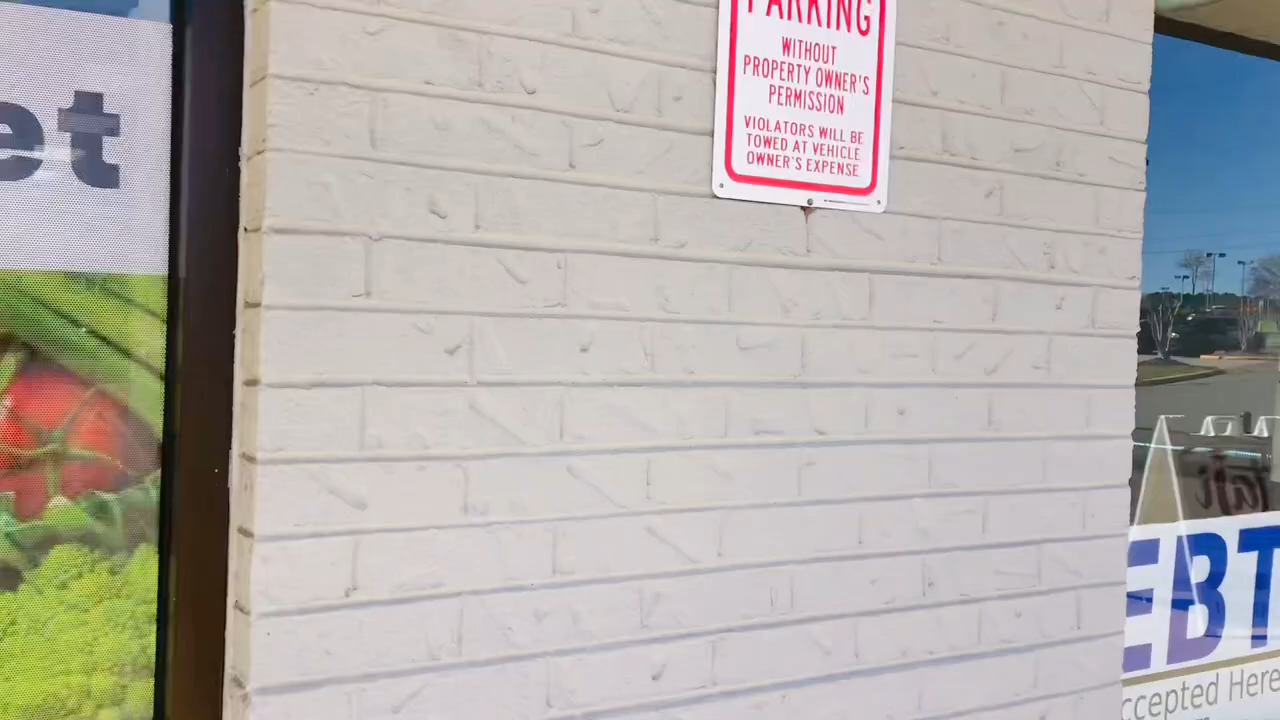 et
PARKING
WITHOUT
PROPERTY OWNER'S
PERMISSION
VIOLATORS WILL BE
TOWED AT VEHICLE
OWNER'S EXPENSE
EBT
ccepted Here